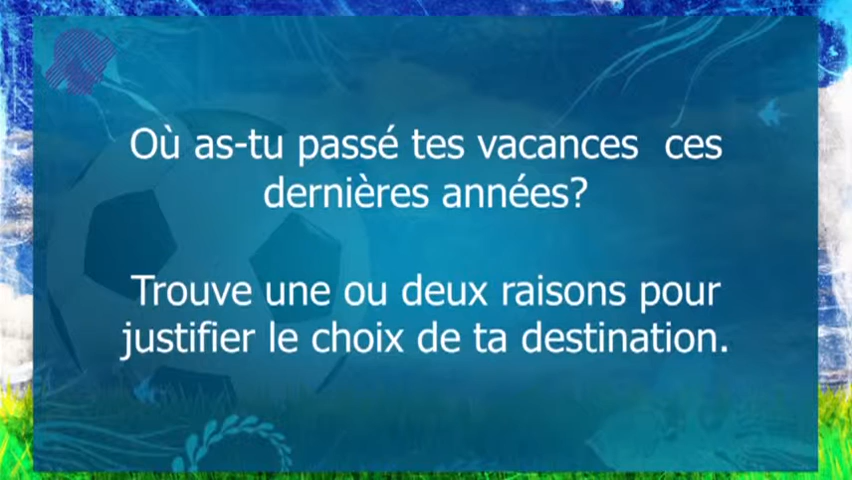 Où as-tu passé tes vacances  ces
dernières années?
Trouve une ou deux raisons pour
justifier le choix de ta destination.